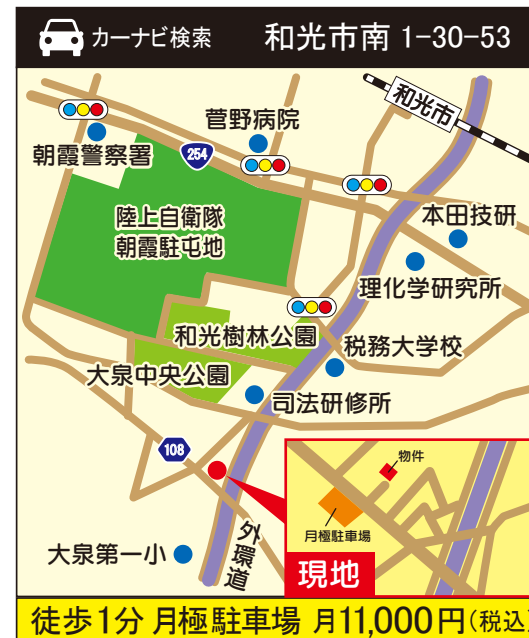 カーナビ検索 和光市南 1-30-53
和光市
菅野病院
朝霞警察署
254
本田技研
陸上自衛隊
朝霞駐屯地
理化学研究所
和光樹林公園
税務大学校
大泉中央公園
司法研修所
108
物件
月極駐車場
外環道
大泉第一小
現地
徒歩1分 月極駐車場 月11,000円(税込)